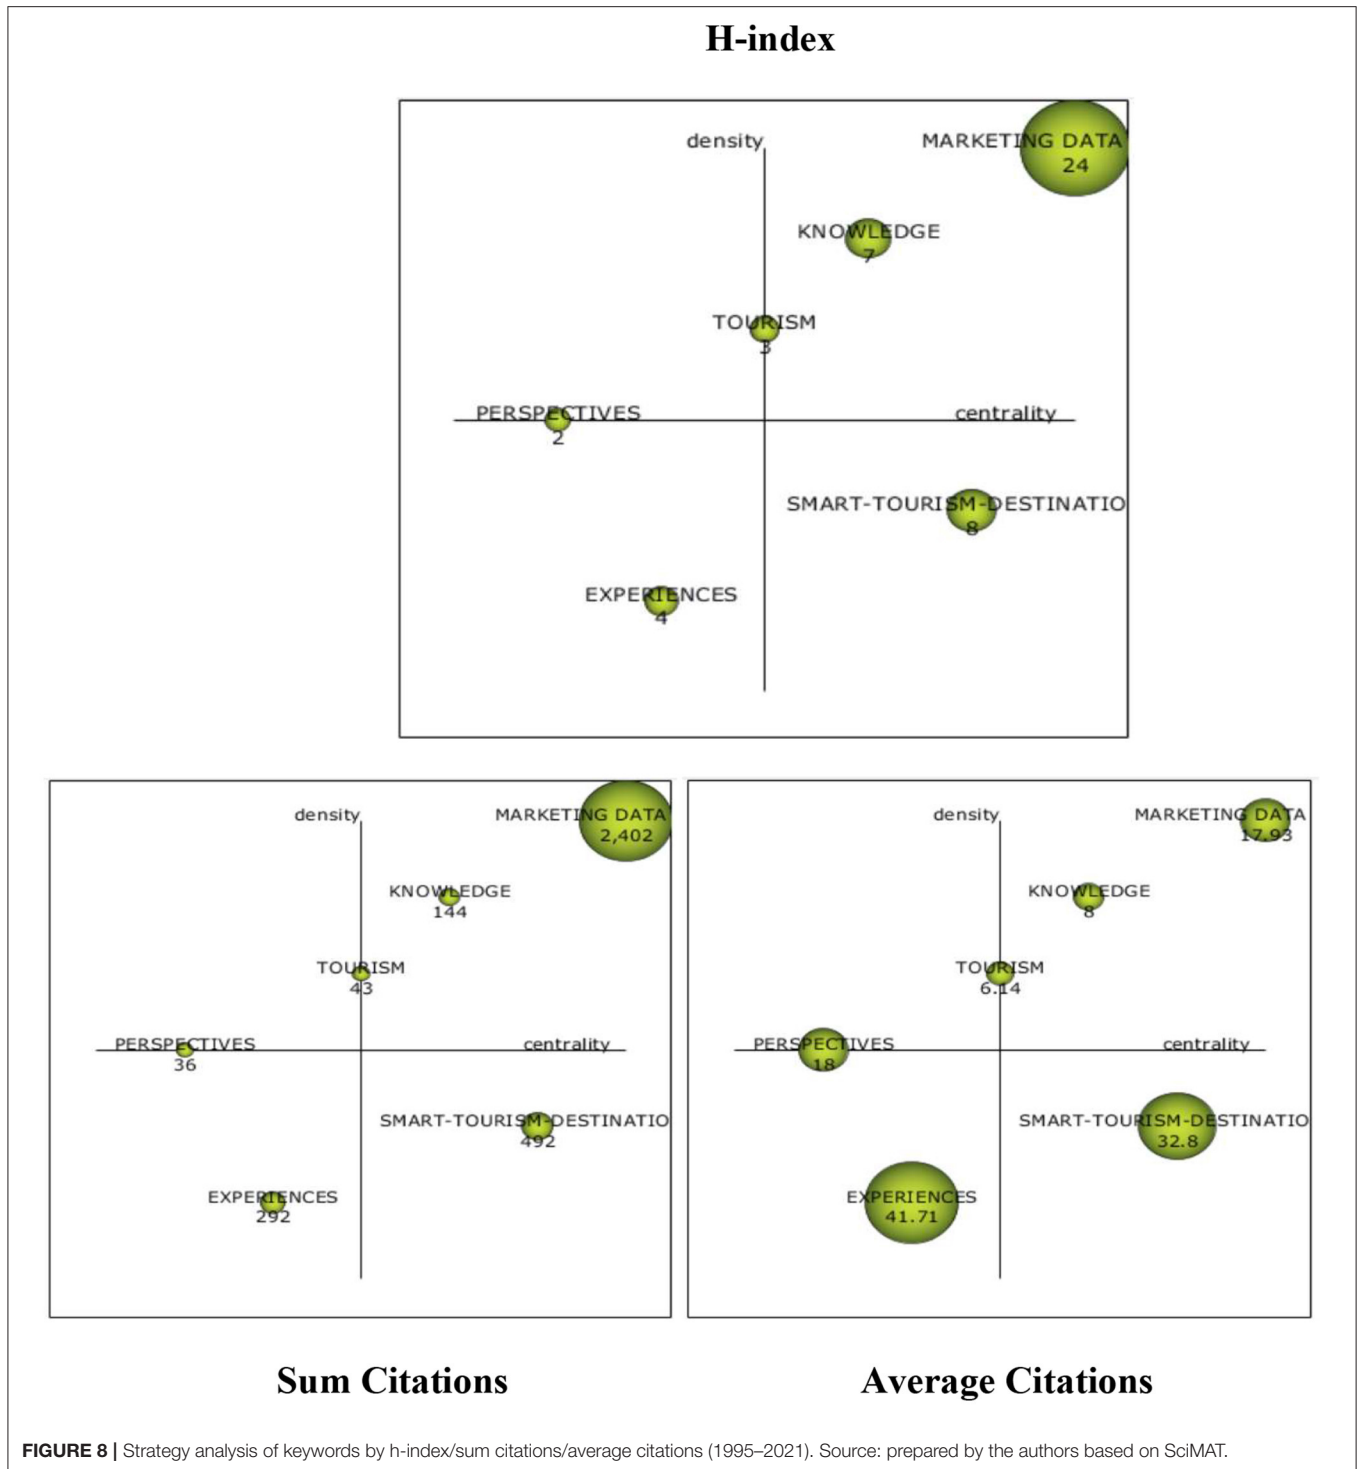 H-index
density
MARKETING DATA
24
KNOWLEDGE
7
TOURISM
3
PERSPECTIVES
2
centrality
SMART-TOURISM-DESTINATIO
8
EXPERIENCES
4
density
MARKETING DATA
2,402
KNOWLEDGE
144
TOURISM
43
PERSPECTIVES
36
centrality
SMART-TOURISM-DESTINATIO
492
EXPERIENCES
292
density
MARKETING DATA
17.93
KNOWLEDGE
8
TOURISM
6.14
PERSPECTIVES
18
centrality
SMART-TOURISM-DESTINATIO
32.8
EXPERIENCES
41.71
Sum Citations
Average Citations
FIGURE 8 | Strategy analysis of keywords by h-index/sum citations/average citations (1995–2021). Source: prepared by the authors based on SciMAT.